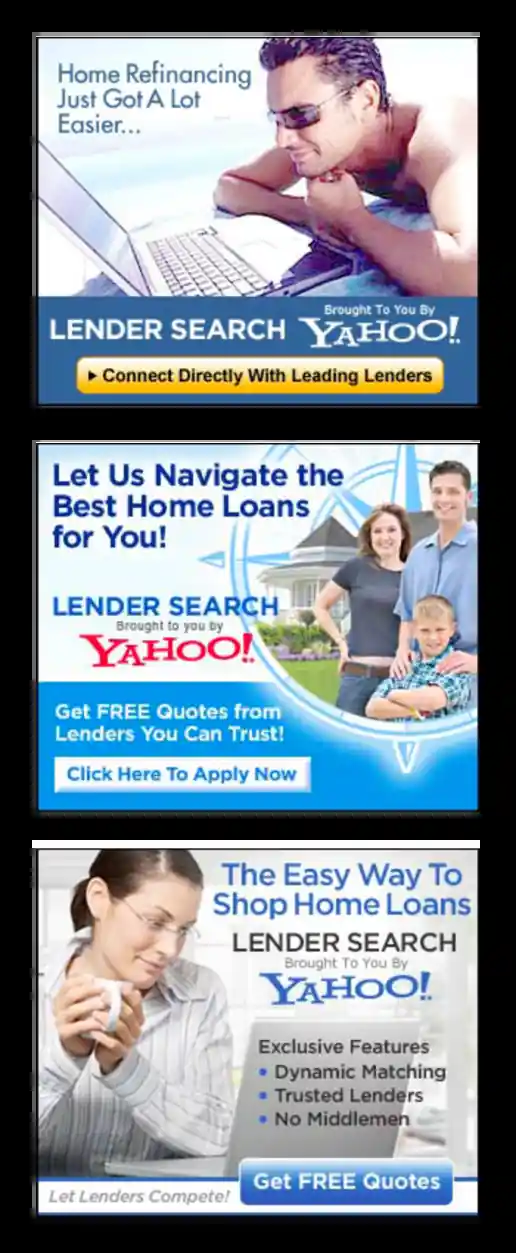 Home Refinancing
Just Got A Lot
Easier...
LENDER SEARCH
Brought To You By
YAHOO!
Connect Directly With Leading Lenders
Let Us Navigate the
Best Home Loans
for You!
LENDER SEARCH
Brought to you by
YAHOO!
Get FREE Quotes from
Lenders You Can Trust!
Click Here To Apply Now
The Easy Way To
Shop Home Loans
LENDER SEARCH
Brought To You By
YAHOO!
Exclusive Features
• Dynamic Matching
• Trusted Lenders
• No Middlemen
Let Lenders Compete!
Get FREE Quotes